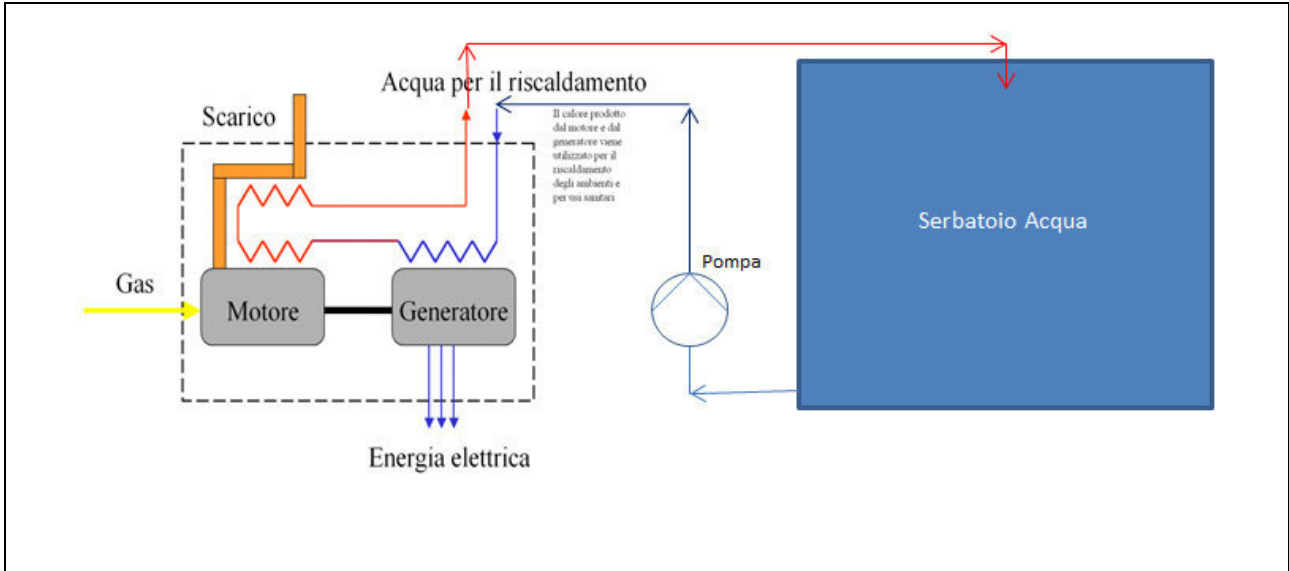 Acqua per il riscaldamento
Scarico
Il calore prodotto
dal motore e dal
generatore viene
utilizzato per il
riscaldamento
degli ambienti e
per usi sanitari
Serbatoio Acqua
Pompa
Gas
Motore
Generatore
Energia elettrica